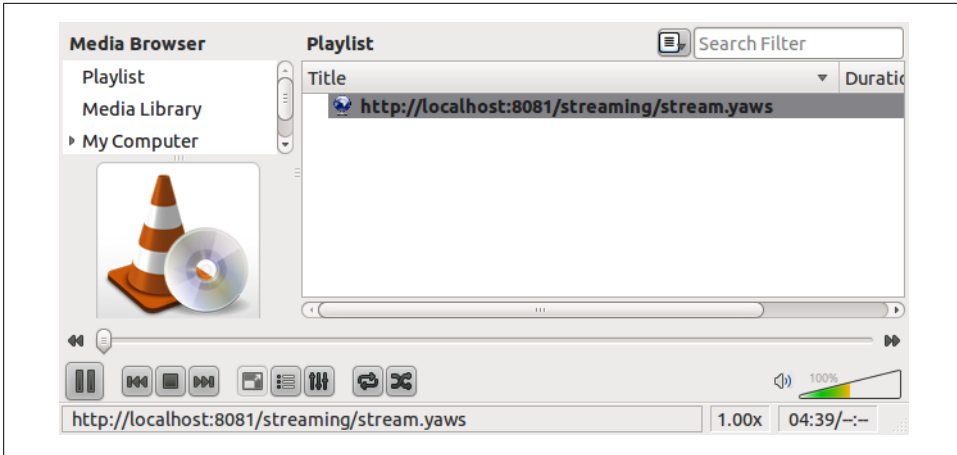 Media Browser
Playlist
Search Filter
Playlist
Media Library
My Computer
Title
Duratio
http://localhost:8081/streaming/stream.yaws
100%
http://localhost:8081/streaming/stream.yaws
1.00x
04:39/--:--